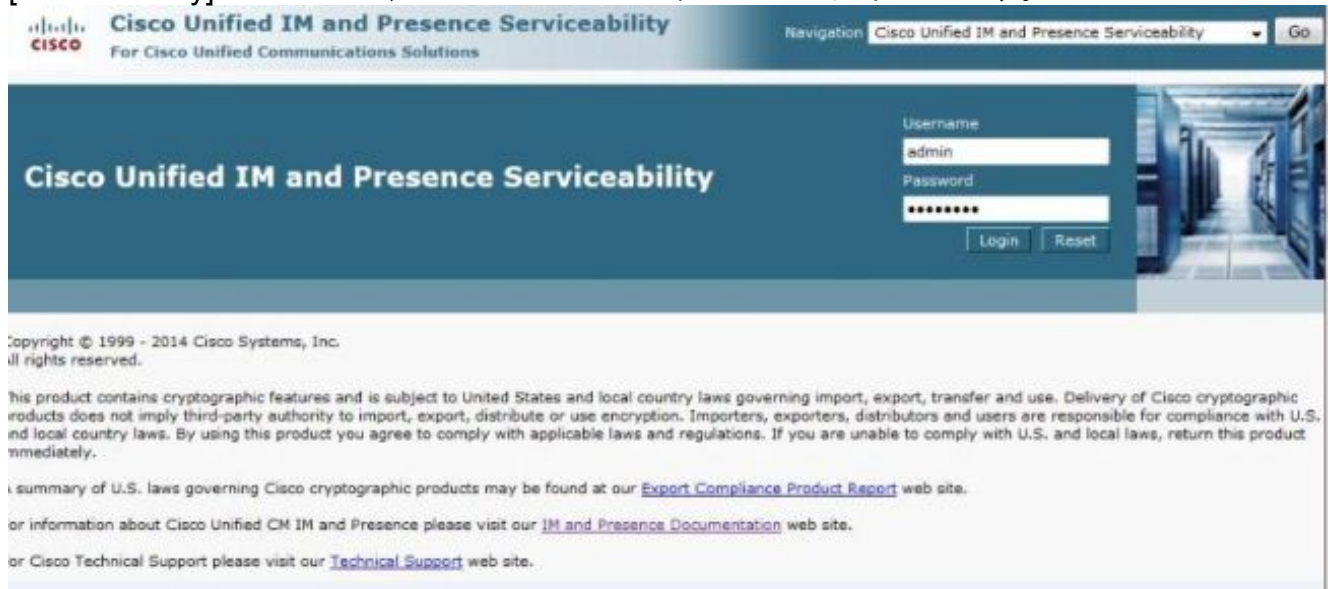 CISCO
Cisco Unified IM and Presence Serviceability
For Cisco Unified Communications Solutions
Navigation Cisco Unified IM and Presence Serviceability Go
Username
admin
Cisco Unified IM and Presence Serviceability
Password
••••••••
Login Reset
Copyright © 1999 - 2014 Cisco Systems, Inc.
All rights reserved.
This product contains cryptographic features and is subject to United States and local country laws governing import, export, transfer and use. Delivery of Cisco cryptographic
products does not imply third-party authority to import, export, distribute or use encryption. Importers, exporters, distributors and users are responsible for compliance with U.S.
and local country laws. By using this product you agree to comply with applicable laws and regulations. If you are unable to comply with U.S. and local laws, return this product
immediately.
A summary of U.S. laws governing Cisco cryptographic products may be found at our Export Compliance Product Report web site.
For information about Cisco Unified CM IM and Presence please visit our IM and Presence Documentation web site.
For Cisco Technical Support please visit our Technical Support web site.